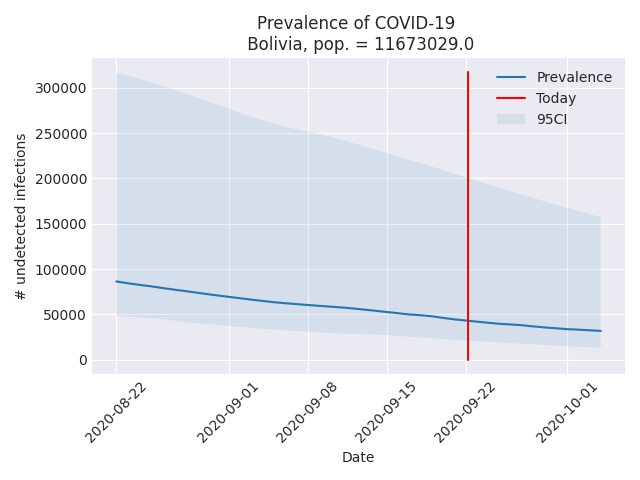 Prevalence of COVID-19
Bolivia, pop. = 11673029.0
# undetected infections
300000
250000
200000
150000
100000
50000
0
Prevalence
Today
95CI
2020-08-22
2020-09-01
2020-09-08
2020-09-15
2020-09-22
2020-10-01
Date